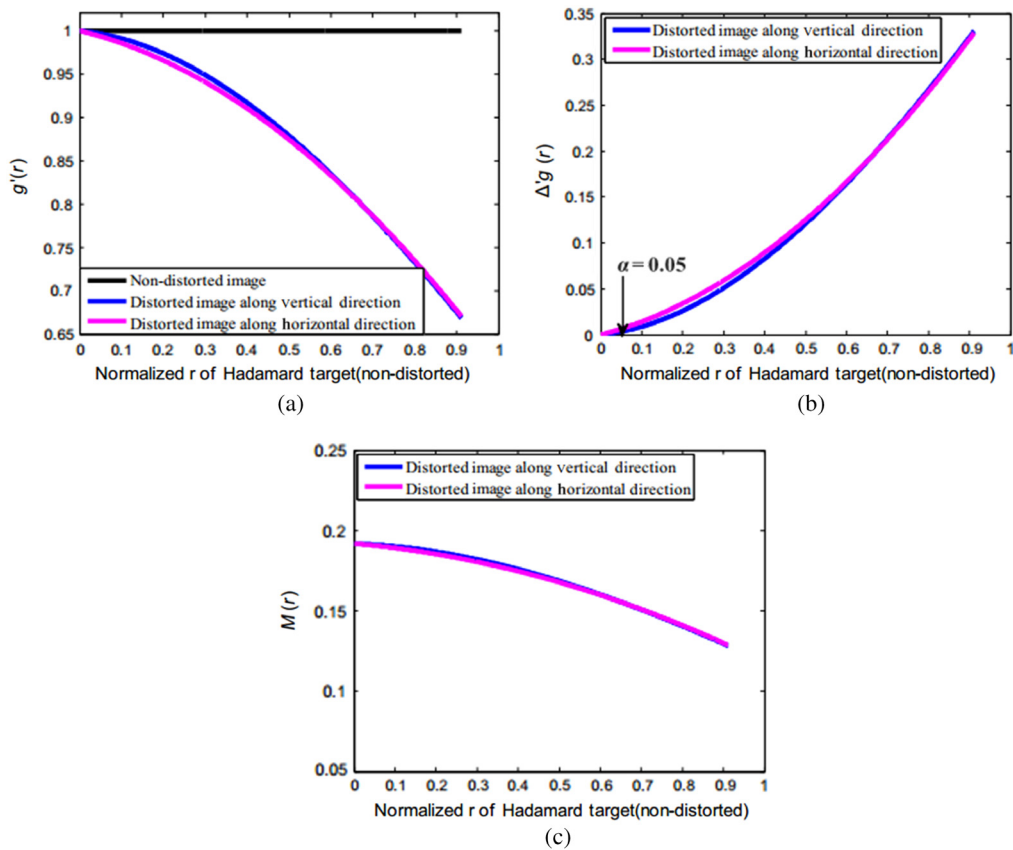 1
0.95
0.9
0.85
0.8
0.75
0.7
0.65
g'(r)
Non-distorted image
Distorted image along vertical direction
Distorted image along horizontal direction
0 0.1 0.2 0.3 0.4 0.5 0.6 0.7 0.8 0.9 1
Normalized r of Hadamard target(non-distorted)
(a)
0.35
0.3
0.25
0.2
0.15
0.1
0.05
0
Δ'g (r)
Distorted image along vertical direction
Distorted image along horizontal direction
α = 0.05
0 0.1 0.2 0.3 0.4 0.5 0.6 0.7 0.8 0.9 1
Normalized r of Hadamard target(non-distorted)
(b)
0.25
0.2
0.15
0.1
0.05
M (r)
Distorted image along vertical direction
Distorted image along horizontal direction
0 0.1 0.2 0.3 0.4 0.5 0.6 0.7 0.8 0.9 1
Normalized r of Hadamard target(non-distorted)
(c)